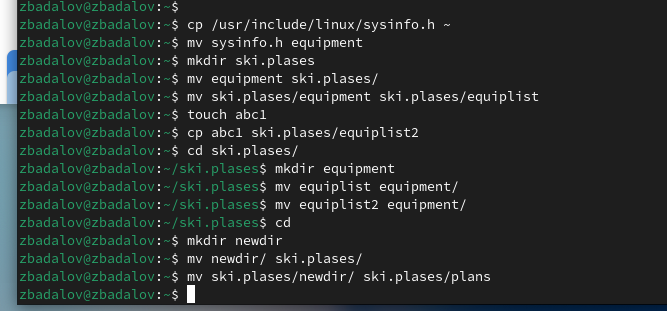 zbadalov@zbadalov:~$
zbadalov@zbadalov:~$ cp /usr/include/linux/sysinfo.h ~
zbadalov@zbadalov:~$ mv sysinfo.h equipment
zbadalov@zbadalov:~$ mkdir ski.plases
zbadalov@zbadalov:~$ mv equipment ski.plases/
zbadalov@zbadalov:~$ mv ski.plases/equipment ski.plases/equiplist
zbadalov@zbadalov:~$ touch abc1
zbadalov@zbadalov:~$ cp abc1 ski.plases/equiplist2
zbadalov@zbadalov:~$ cd ski.plases/
zbadalov@zbadalov:~/ski.plases$ mkdir equipment
zbadalov@zbadalov:~/ski.plases$ mv equiplist equipment/
zbadalov@zbadalov:~/ski.plases$ mv equiplist2 equipment/
zbadalov@zbadalov:~/ski.plases$ cd
zbadalov@zbadalov:~$ mkdir newdir
zbadalov@zbadalov:~$ mv newdir/ ski.plases/
zbadalov@zbadalov:~$ mv ski.plases/newdir/ ski.plases/plans
zbadalov@zbadalov:~$